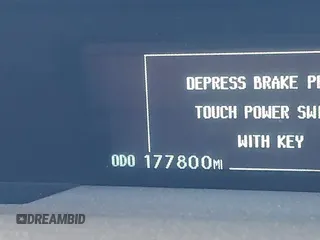 DEPRESS BRAKE
TOUCH POWER
WITH KEY
ODO 177800MI
DREAMBID